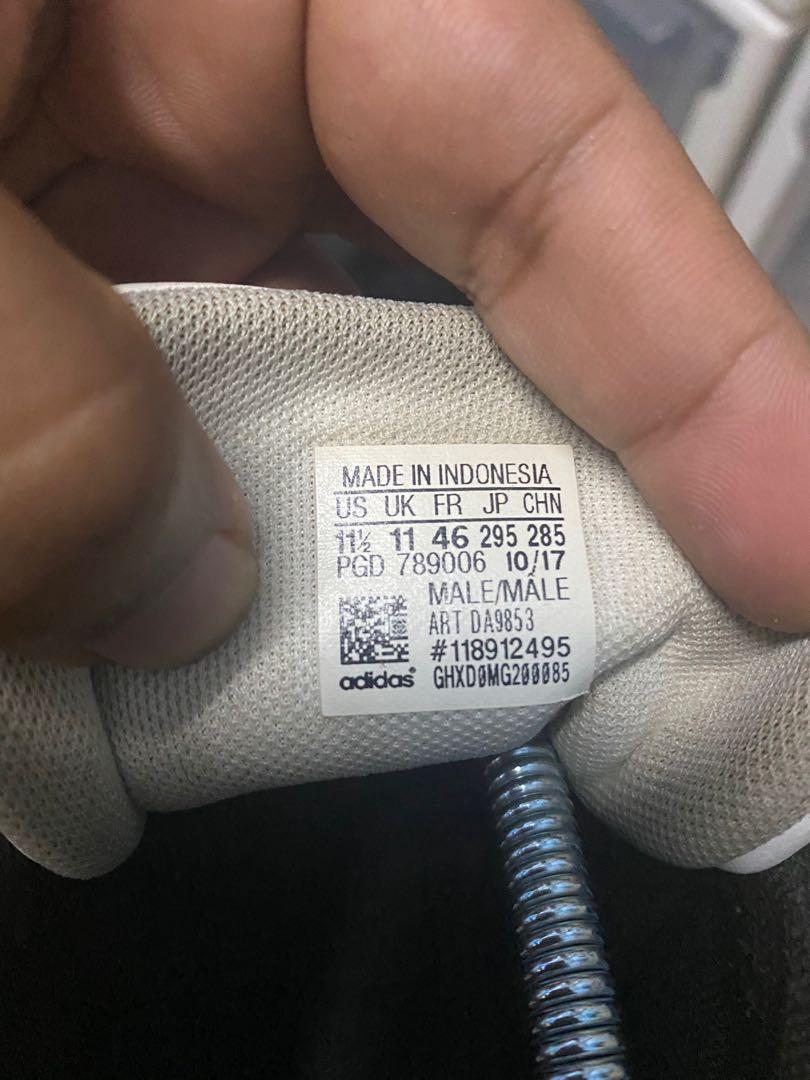 MADE IN INDONESIA
US UK FR JP CHN
11½ 11 46 295 285
PGD 789006 10/17
MALE/MÂLE
ART DA9853
#118912495
adidas® GHXD0MG200085